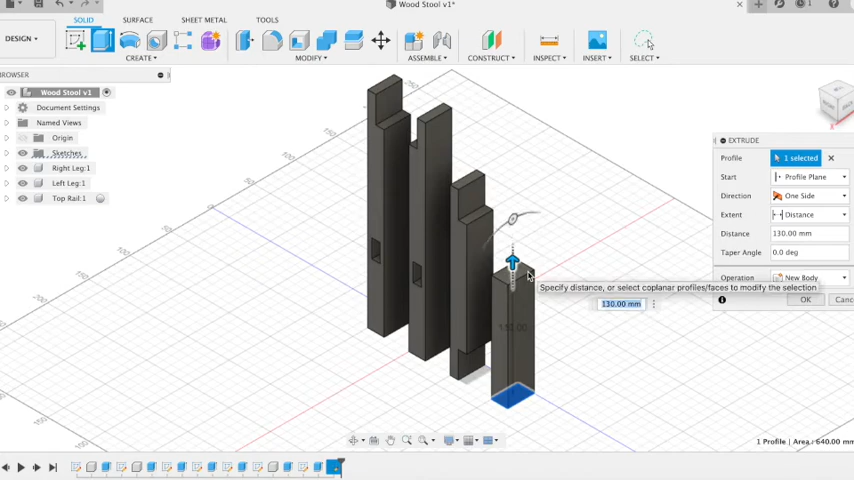 Wood Stool v1*
1
SOLID SURFACE SHEET METAL TOOLS
DESIGN
CREATE MODIFY ASSEMBLE CONSTRUCT INSPECT INSERT SELECT
BROWSER
Wood Stool v1
Document Settings
Named Views
Origin
Sketches
Right Leg:1
Left Leg:1
Top Rail:1
EXTRUDE
Profile 1 selected
Start Profile Plane
Direction One Side
Extent Distance
Distance 130.00 mm
Taper Angle 0.0 deg
Operation New Body
Specify distance, or select coplanar profiles/faces to modify the selection
130.00 mm
OK Cance
130.00
1 Profile | Area : 640.00 mm